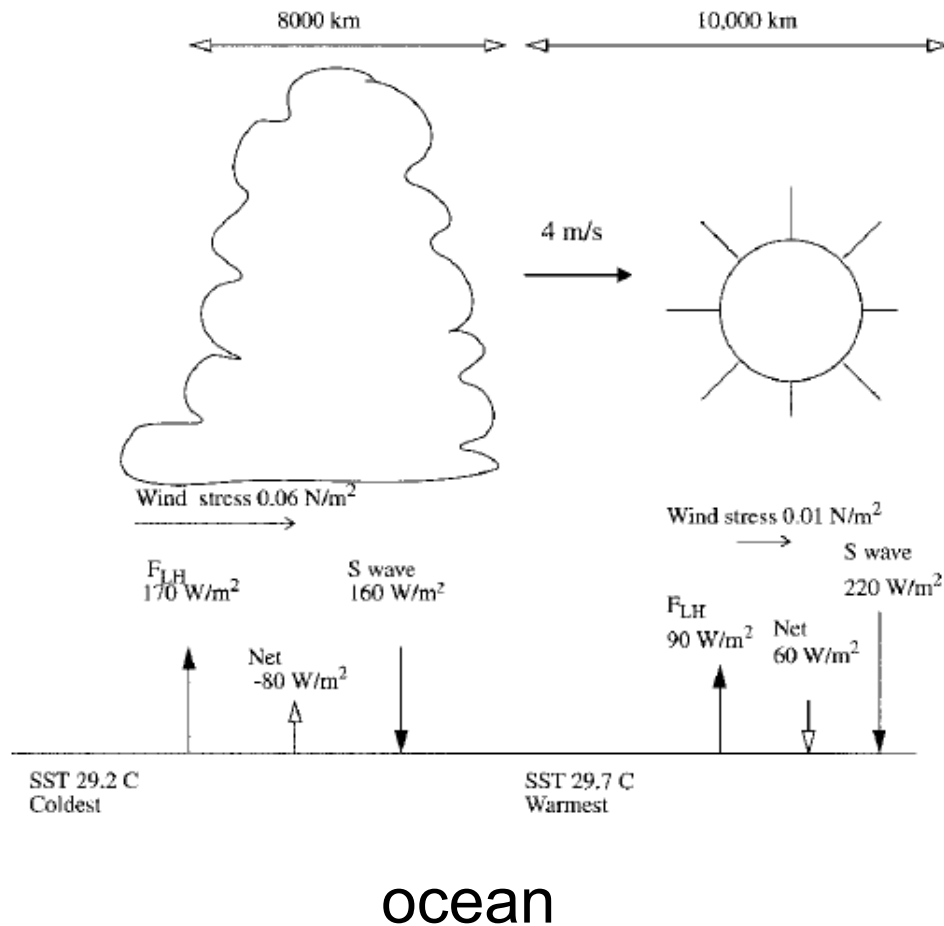 8000 km
10,000 km
4 m/s
Wind stress 0.06 N/m²
Wind stress 0.01 N/m²
F_LH
170 W/m²
S wave
160 W/m²
Net
-80 W/m²
F_LH
90 W/m²
Net
60 W/m²
S wave
220 W/m²
SST 29.2 C
Coldest
SST 29.7 C
Warmest
ocean